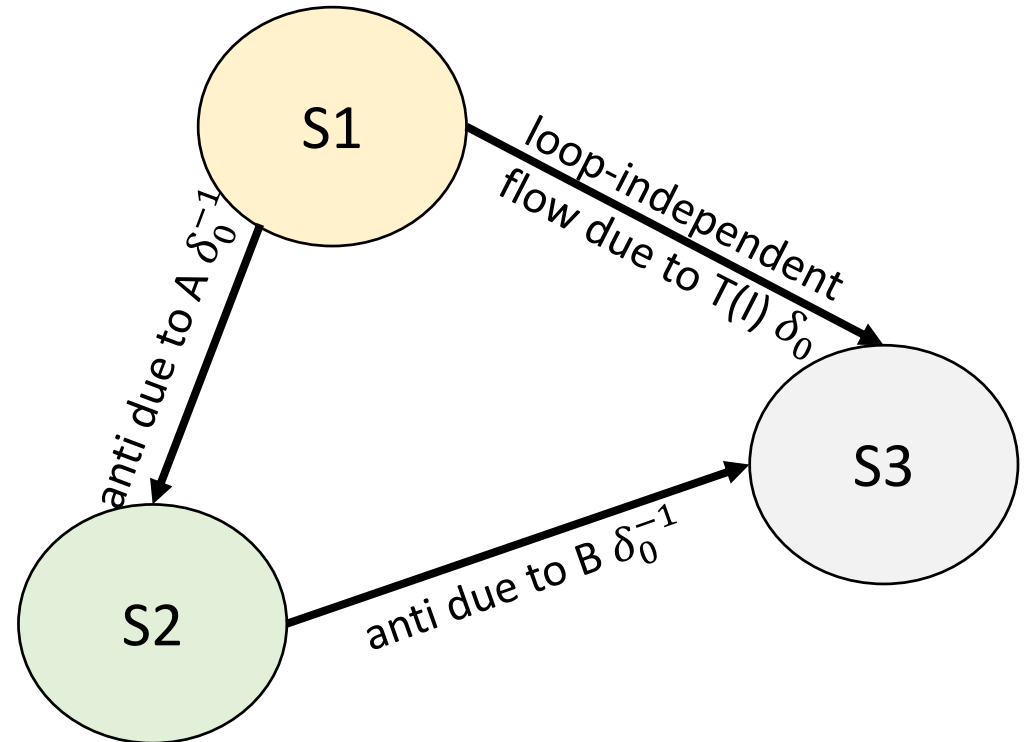 S1
loop-independent
flow due to T(I) δ₀
anti due to A δ₀⁻¹
S3
anti due to B δ₀⁻¹
S2